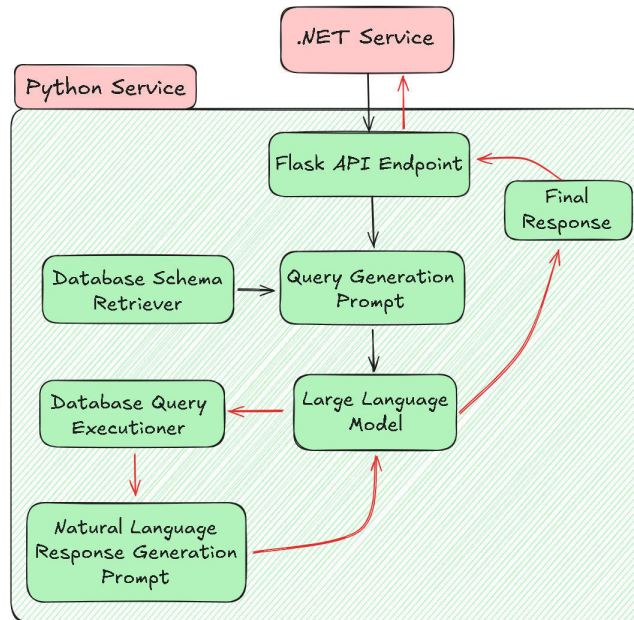 .NET Service
Python Service
Flask API Endpoint
Final
Response
Database Schema
Retriever
Query Generation
Prompt
Database Query
Executioner
Large Language
Model
Natural Language
Response Generation
Prompt